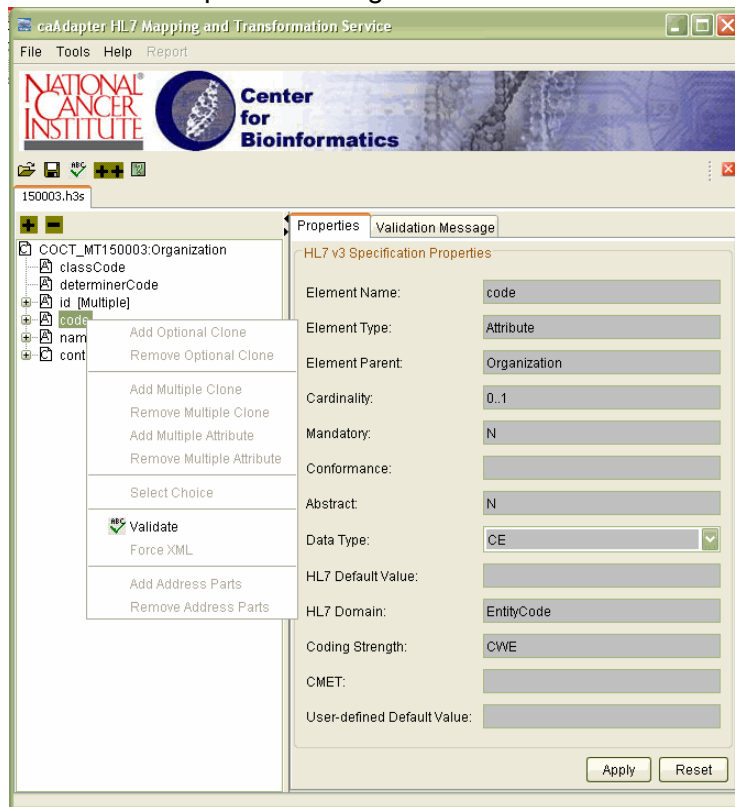 caAdapter HL7 Mapping and Transformation Service
File Tools Help Report
NATIONAL®
CANCER
INSTITUTE
Center
for
Bioinformatics
150003.h3s
Properties Validation Message
COCT_MT150003:Organization
classCode
determinerCode
id [Multiple]
code
nam
cont
Add Optional Clone
Remove Optional Clone
Add Multiple Clone
Remove Multiple Clone
Add Multiple Attribute
Remove Multiple Attribute
Select Choice
ABC Validate
Force XML
Add Address Parts
Remove Address Parts
HL7 v3 Specification Properties
Element Name: code
Element Type: Attribute
Element Parent: Organization
Cardinality: 0..1
Mandatory: N
Conformance:
Abstract: N
Data Type: CE
HL7 Default Value:
HL7 Domain: EntityCode
Coding Strength: CWE
CMET:
User-defined Default Value:
Apply Reset